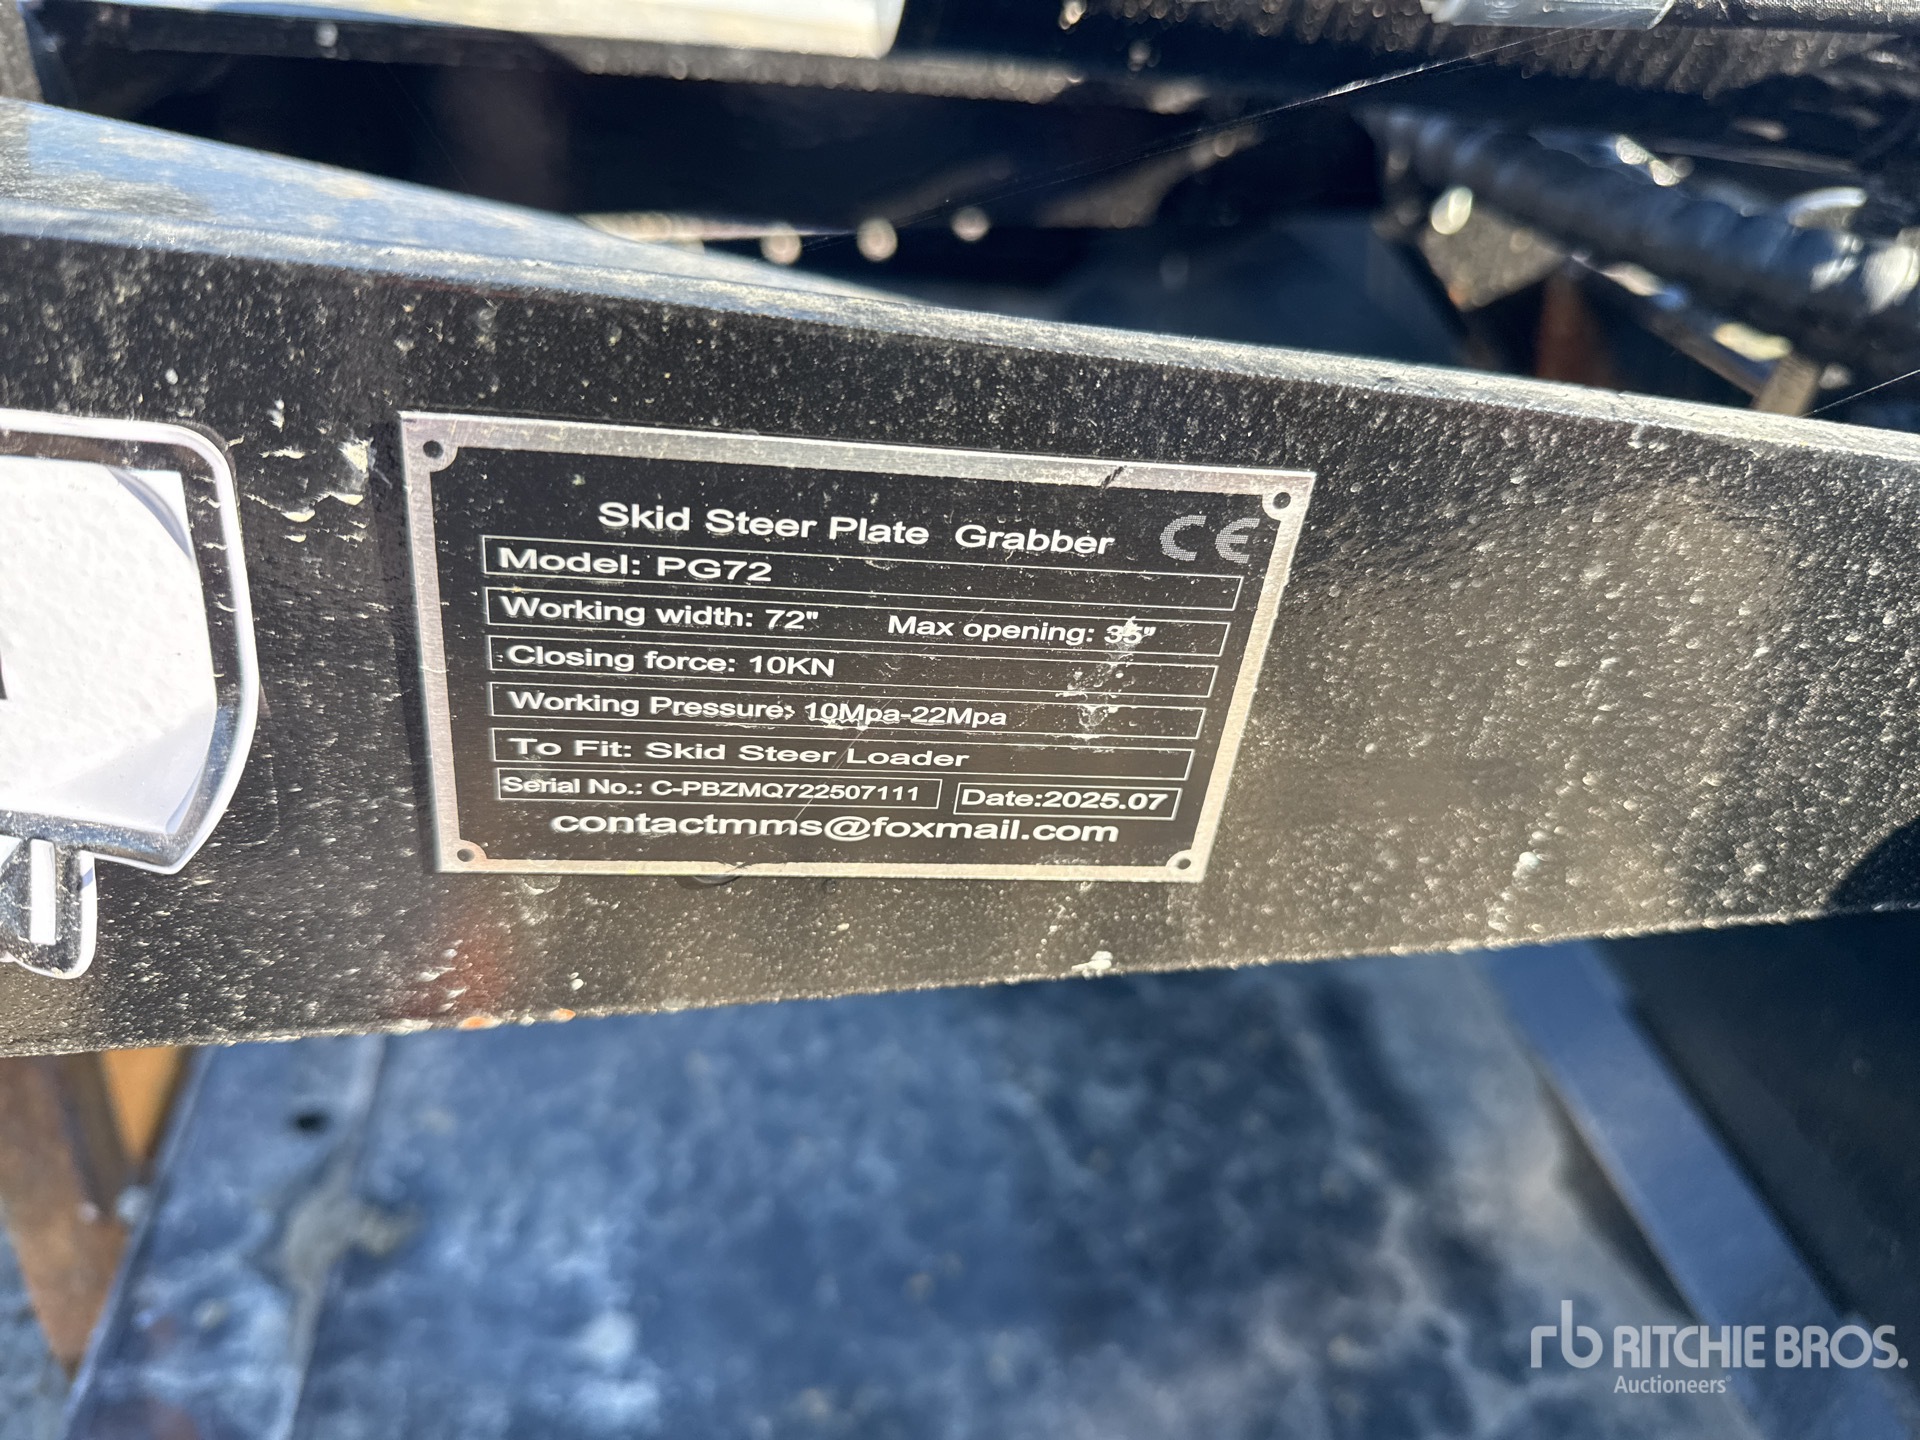 Skid Steer Plate Grabber CE
Model: PG72
Working width: 72" Max opening: 35"
Closing force: 10KN
Working Pressure: 10Mpa-22Mpa
To Fit: Skid Steer Loader
Serial No.: C-PBZMQ722507111 Date:2025.07
contactmms@foxmail.com
rb RITCHIE BROS.
Auctioneers